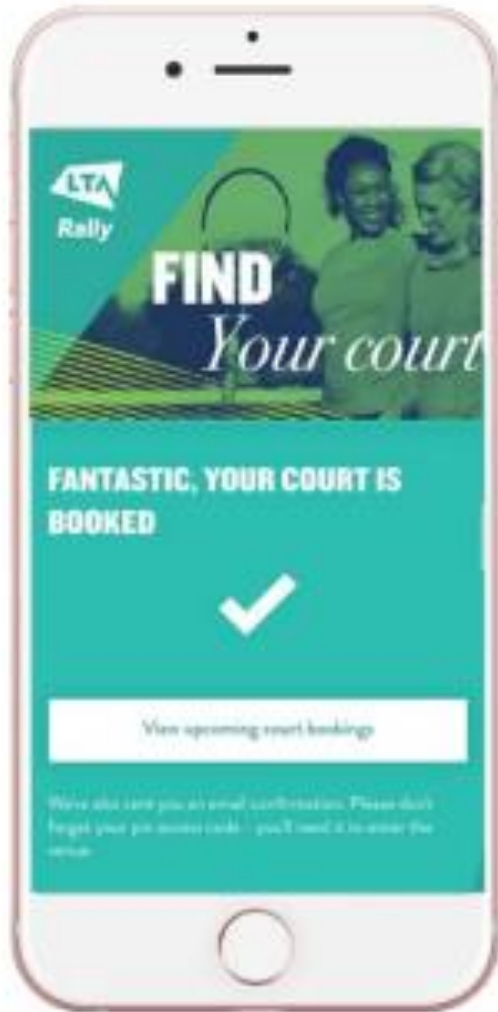 LTA
Rally
FIND
Your court
FANTASTIC, YOUR COURT IS
BOOKED
View upcoming court bookings
We've also sent you an email confirmation. Please don't
forget your pin access code - you'll need it to enter the
venue.